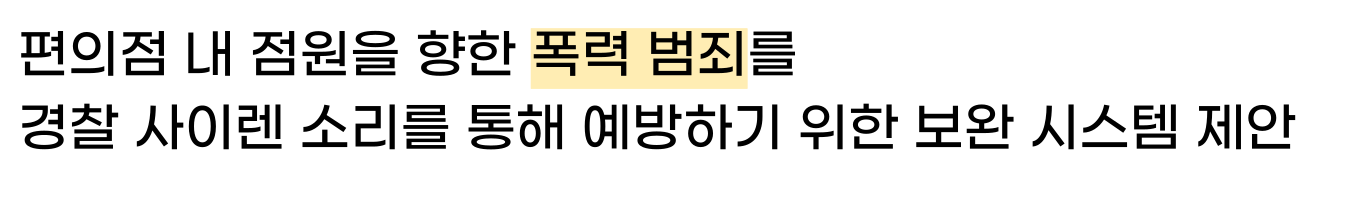 편의점 내 점원을 향한 폭력 범죄를
경찰 사이렌 소리를 통해 예방하기 위한 보완 시스템 제안